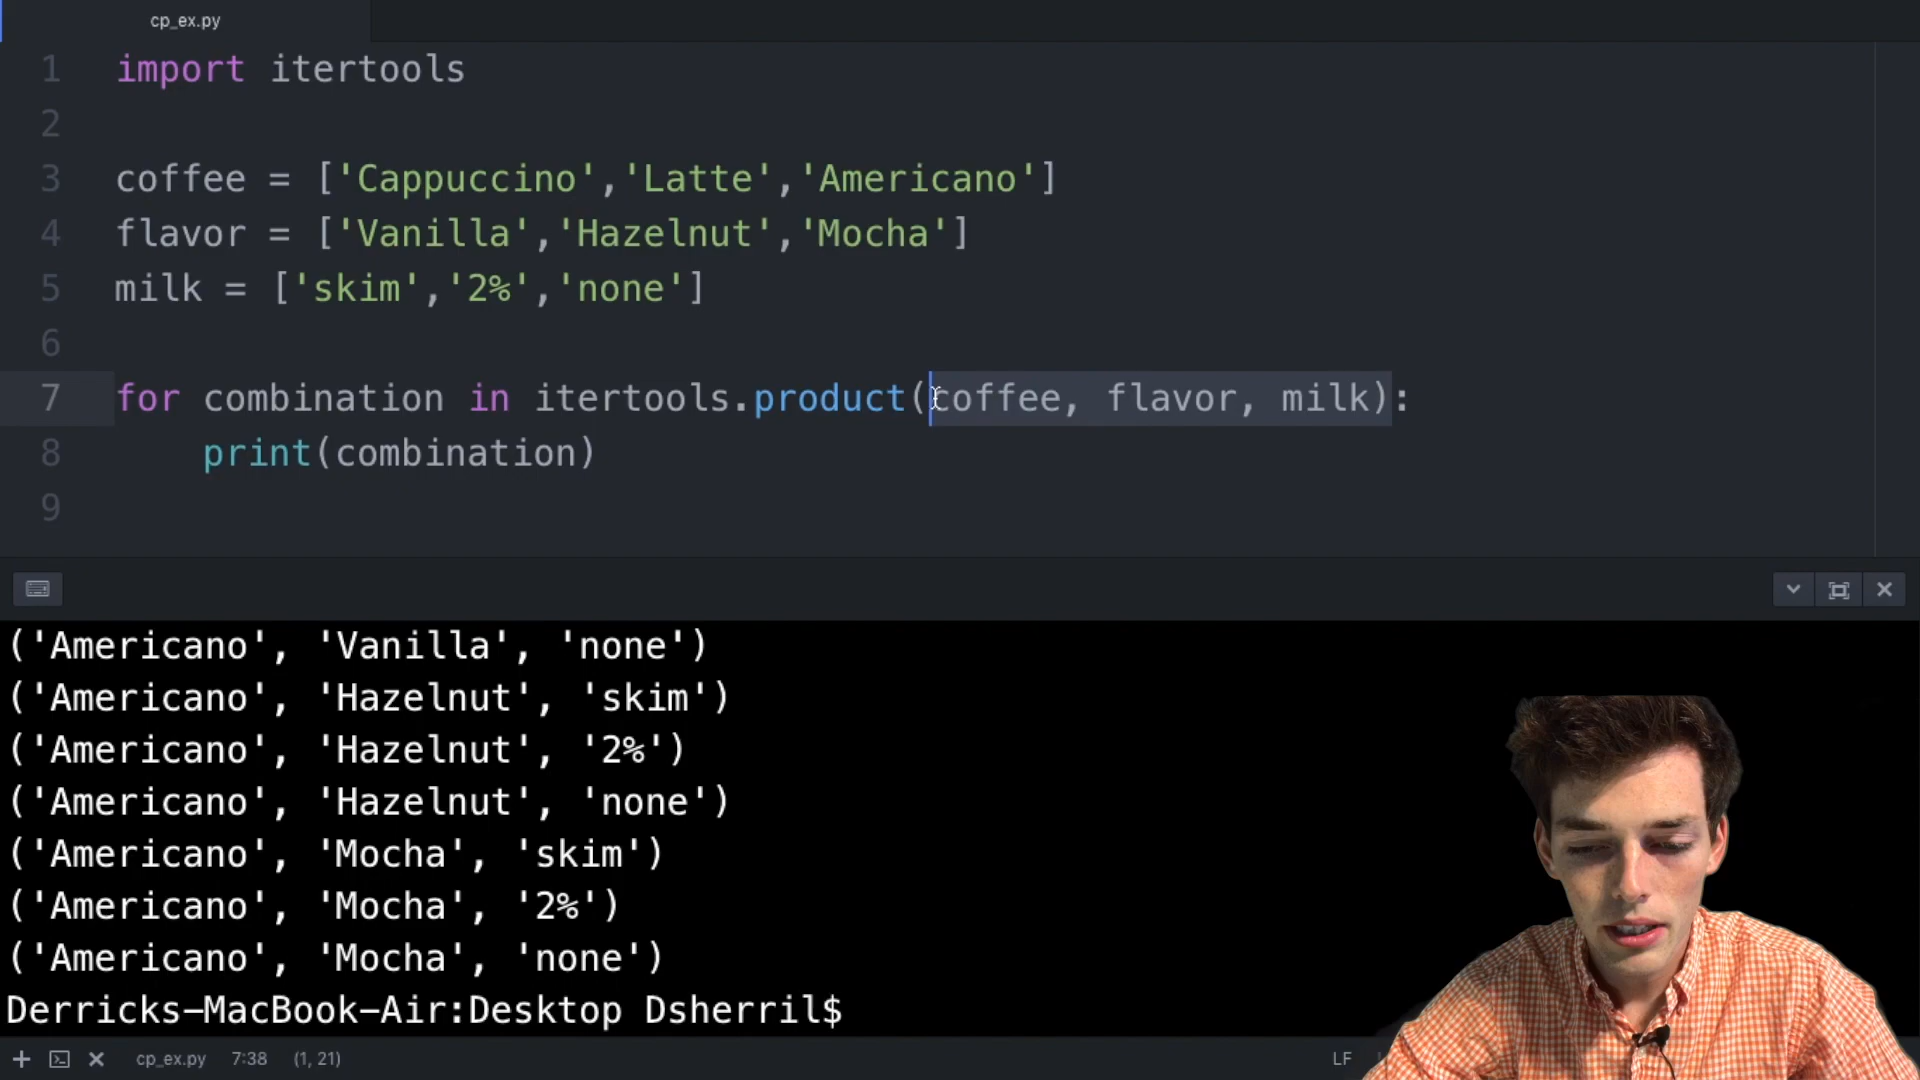 cp_ex.py
1 import itertools
2
3 coffee = ['Cappuccino','Latte','Americano']
4 flavor = ['Vanilla','Hazelnut','Mocha']
5 milk = ['skim','2%','none']
6
7 for combination in itertools.product(coffee, flavor, milk):
8 print(combination)
9
('Americano', 'Vanilla', 'none')
('Americano', 'Hazelnut', 'skim')
('Americano', 'Hazelnut', '2%')
('Americano', 'Hazelnut', 'none')
('Americano', 'Mocha', 'skim')
('Americano', 'Mocha', '2%')
('Americano', 'Mocha', 'none')
Derricks-MacBook-Air:Desktop Dsherril$
cp_ex.py 7:38 (1, 21) LF